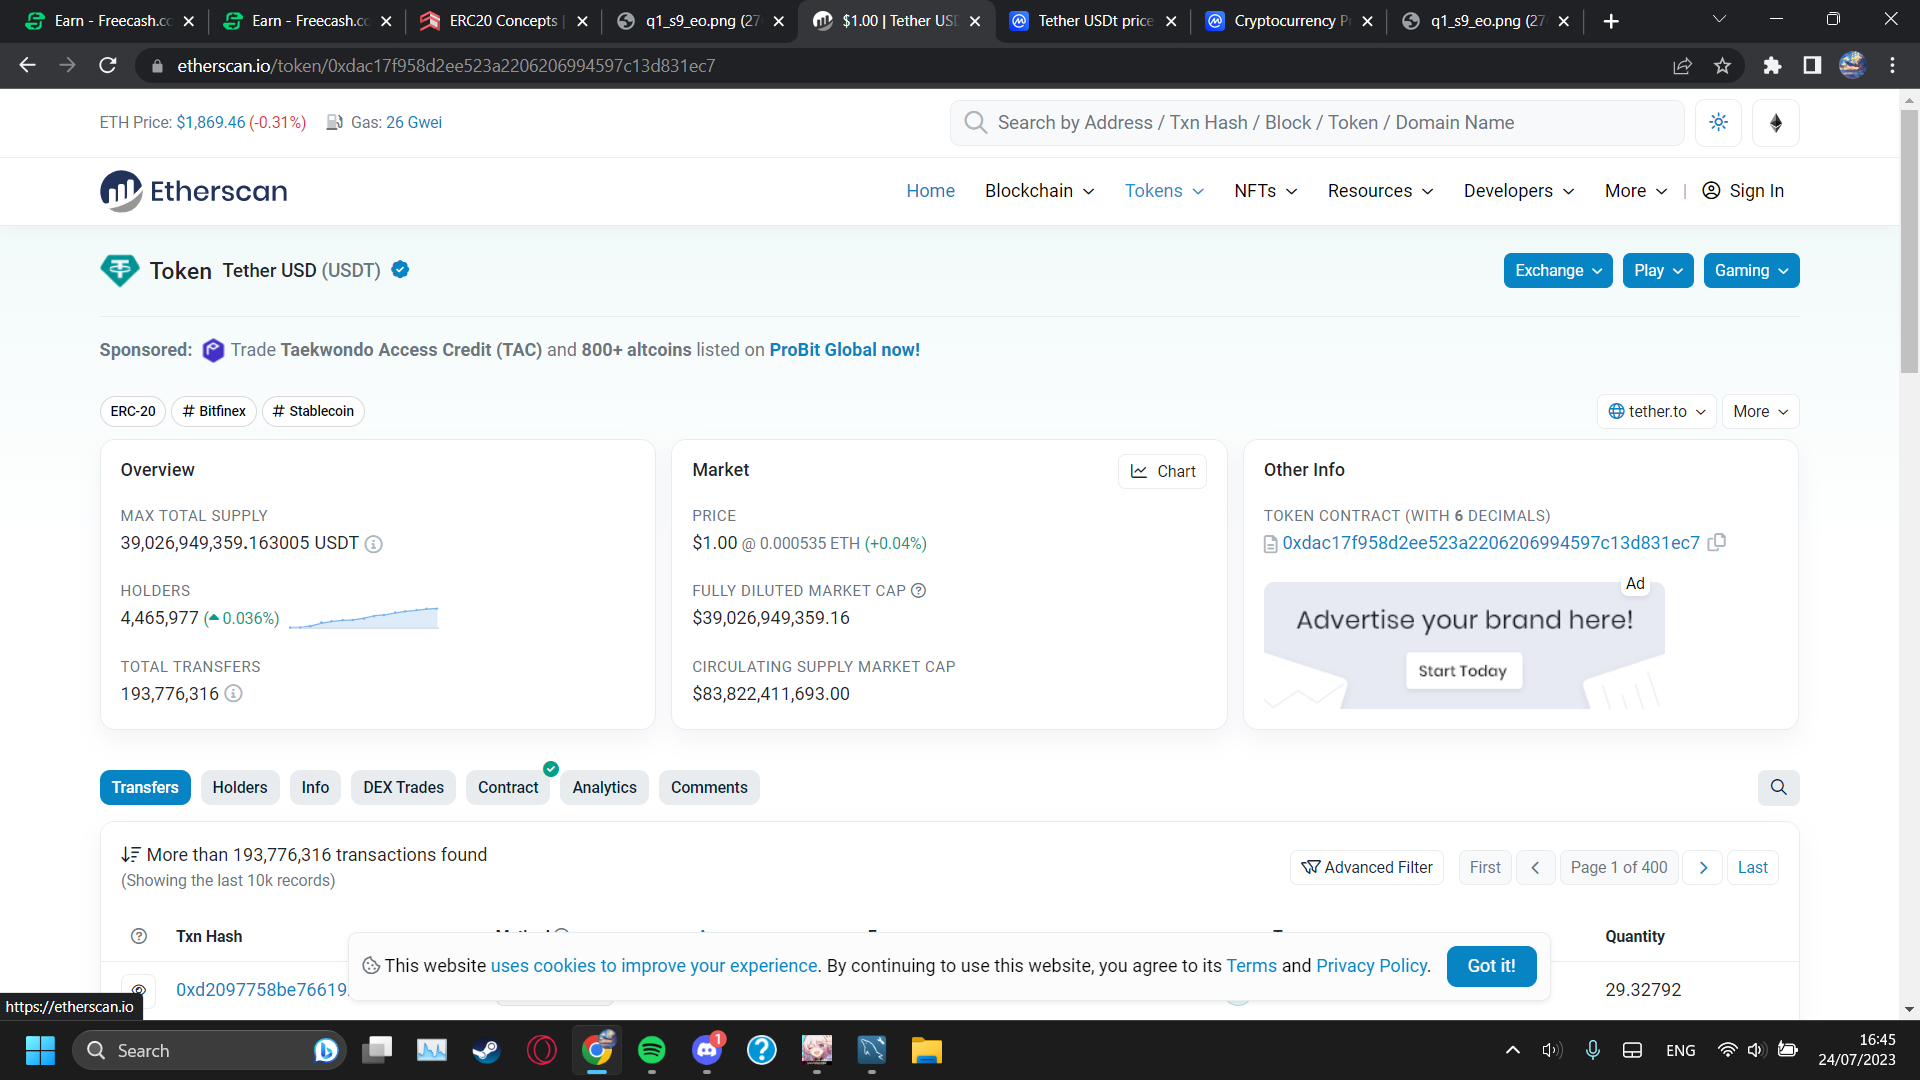 Earn - Freecash.co
Earn - Freecash.co
ERC20 Concepts |
q1_s9_eo.png (27
$1.00 | Tether USD
Tether USDt price
Cryptocurrency P
q1_s9_eo.png (27
etherscan.io/token/0xdac17f958d2ee523a2206206994597c13d831ec7
ETH Price: $1,869.46 (-0.31%) Gas: 26 Gwei
Search by Address / Txn Hash / Block / Token / Domain Name
Etherscan
Home Blockchain Tokens NFTs Resources Developers More | Sign In
Token Tether USD (USDT)
Exchange Play Gaming
Sponsored: Trade Taekwondo Access Credit (TAC) and 800+ altcoins listed on ProBit Global now!
ERC-20 # Bitfinex # Stablecoin
tether.to More
Overview
MAX TOTAL SUPPLY
39,026,949,359.163005 USDT
HOLDERS
4,465,977 (0.036%)
TOTAL TRANSFERS
193,776,316
Market
Chart
PRICE
$1.00 @ 0.000535 ETH (+0.04%)
FULLY DILUTED MARKET CAP
$39,026,949,359.16
CIRCULATING SUPPLY MARKET CAP
$83,822,411,693.00
Other Info
TOKEN CONTRACT (WITH 6 DECIMALS)
0xdac17f958d2ee523a2206206994597c13d831ec7
Ad
Advertise your brand here!
Start Today
Transfers Holders Info DEX Trades Contract Analytics Comments
More than 193,776,316 transactions found
(Showing the last 10k records)
Advanced Filter First Page 1 of 400 Last
Txn Hash Quantity
This website uses cookies to improve your experience. By continuing to use this website, you agree to its Terms and Privacy Policy. Got it!
0xd2097758be76619 29.32792
https://etherscan.io
Search
1
ENG
16:45
24/07/2023